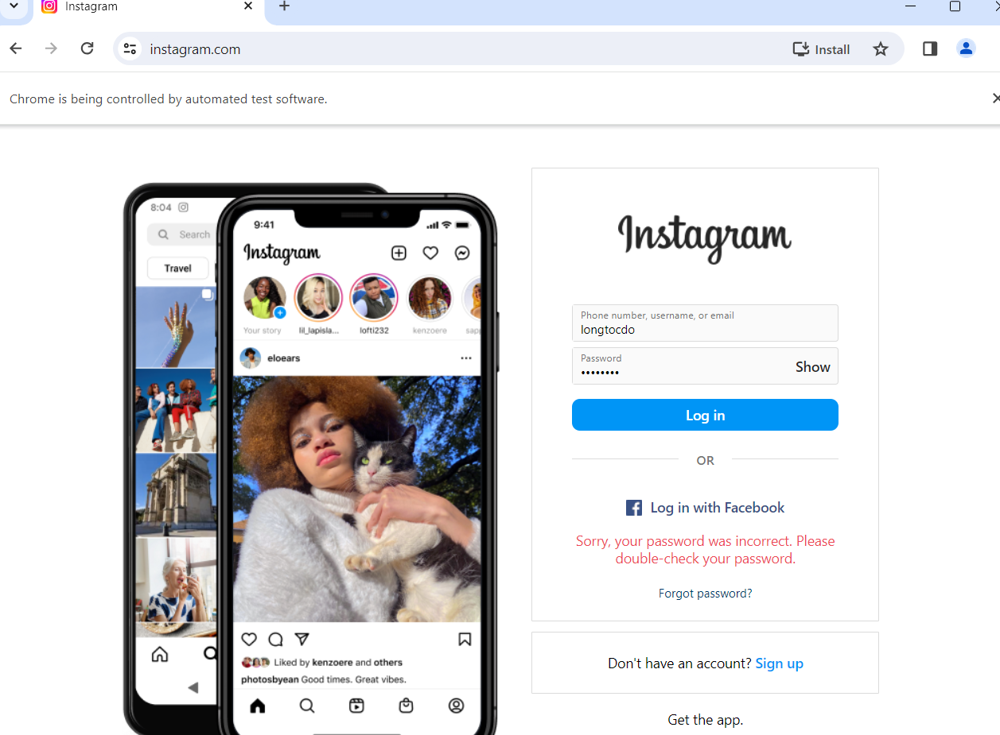 Instagram
instagram.com
Install
Chrome is being controlled by automated test software.
8:04
Search
Travel
9:41
Instagram
Your story
lil_lapisla...
lofti232
kenzoere
sap
eloears
Liked by kenzoere and others
photosbyean Good times. Great vibes.
Instagram
Phone number, username, or email
longtocdo
Password
••••••••
Show
Log in
OR
Log in with Facebook
Sorry, your password was incorrect. Please
double-check your password.
Forgot password?
Don't have an account? Sign up
Get the app.